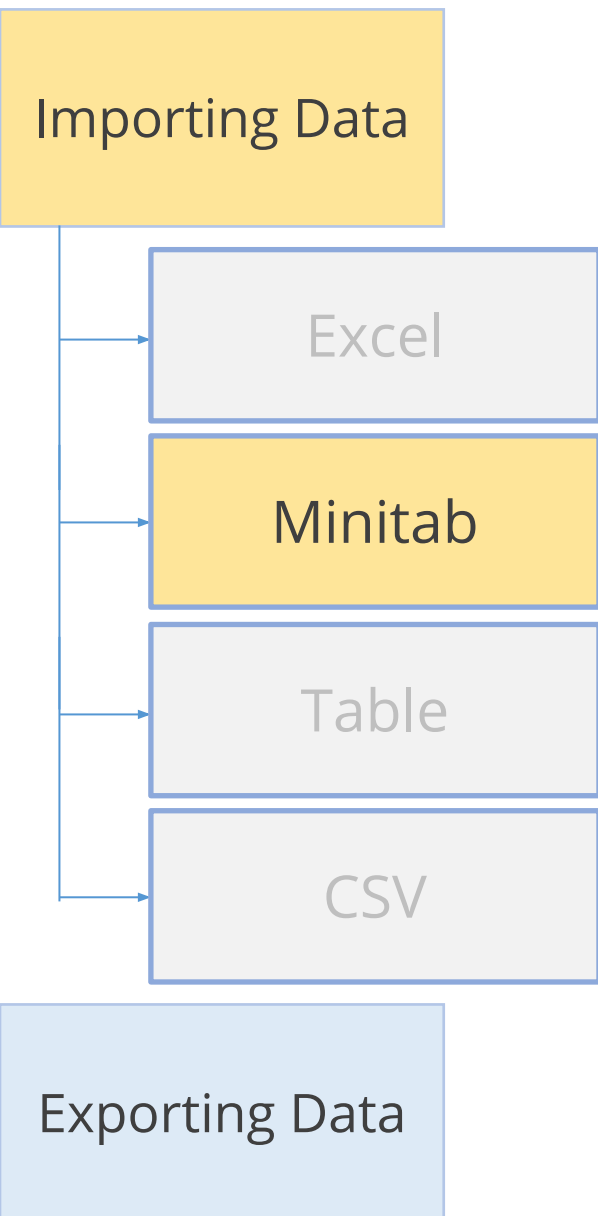 Importing Data
Excel
Minitab
Table
CSV
Exporting Data